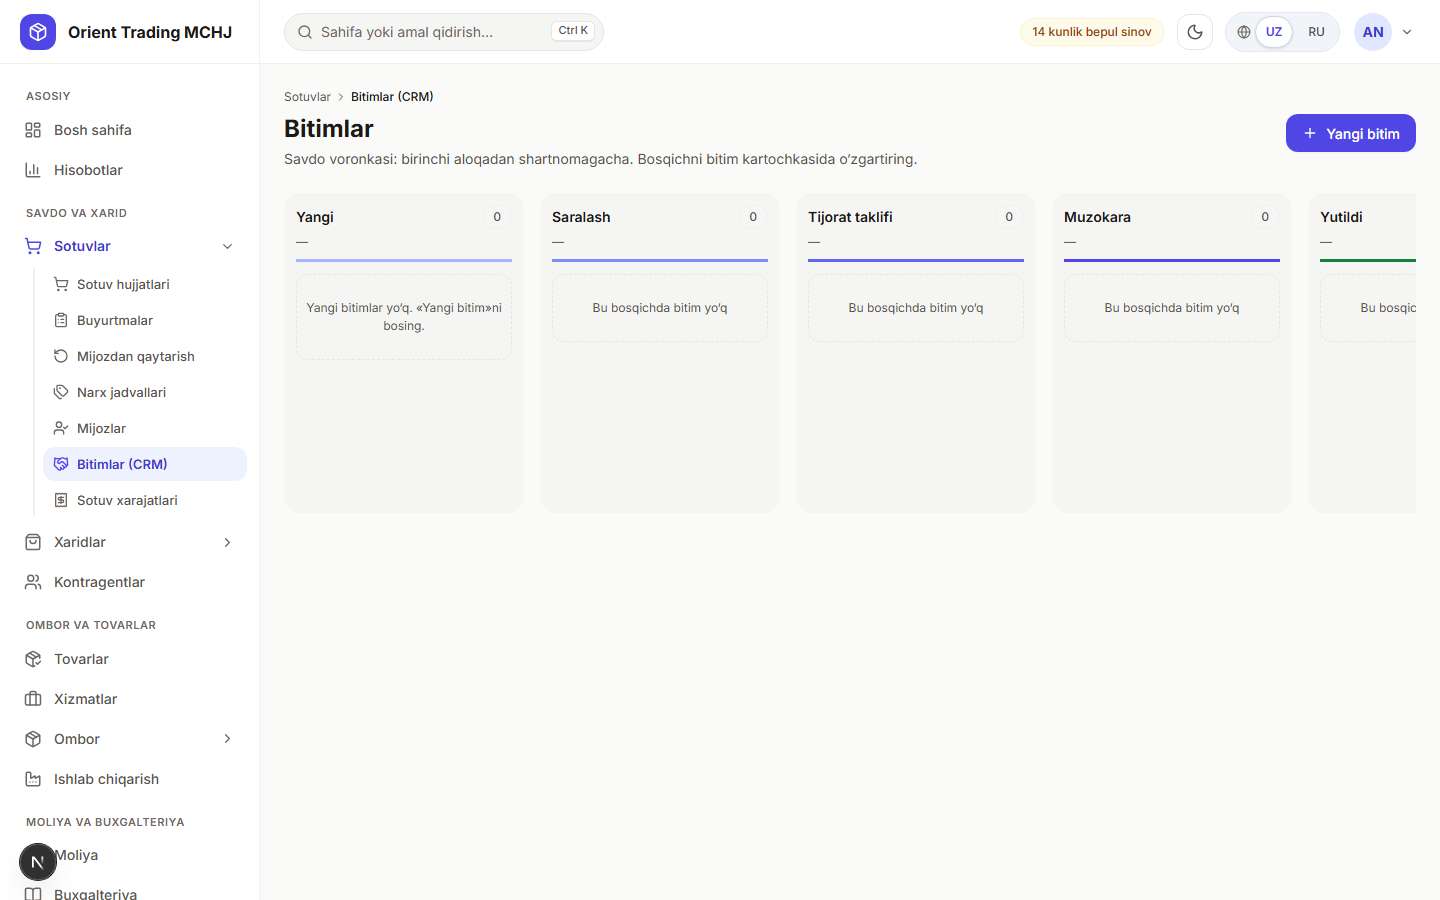 Orient Trading MCHJ
Sahifa yoki amal qidirish...
Ctrl K
14 kunlik bepul sinov
UZ
RU
AN
ASOSIY
Bosh sahifa
Hisobotlar
SAVDO VA XARID
Sotuvlar
Sotuv hujjatlari
Buyurtmalar
Mijozdan qaytarish
Narx jadvallari
Mijozlar
Bitimlar (CRM)
Sotuv xarajatlari
Xaridlar
Kontragentlar
OMBOR VA TOVARLAR
Tovarlar
Xizmatlar
Ombor
Ishlab chiqarish
MOLIYA VA BUXGALTERIYA
N
Moliya
Buxgalteriya
Sotuvlar > Bitimlar (CRM)
Bitimlar
Savdo voronkasi: birinchi aloqadan shartnomagacha. Bosqichni bitim kartochkasida o‘zgartiring.
+ Yangi bitim
Yangi 0
—
Yangi bitimlar yo‘q. «Yangi bitim»ni
bosing.
Saralash 0
—
Bu bosqichda bitim yo‘q
Tijorat taklifi 0
—
Bu bosqichda bitim yo‘q
Muzokara 0
—
Bu bosqichda bitim yo‘q
Yutildi
—
Bu bosqic